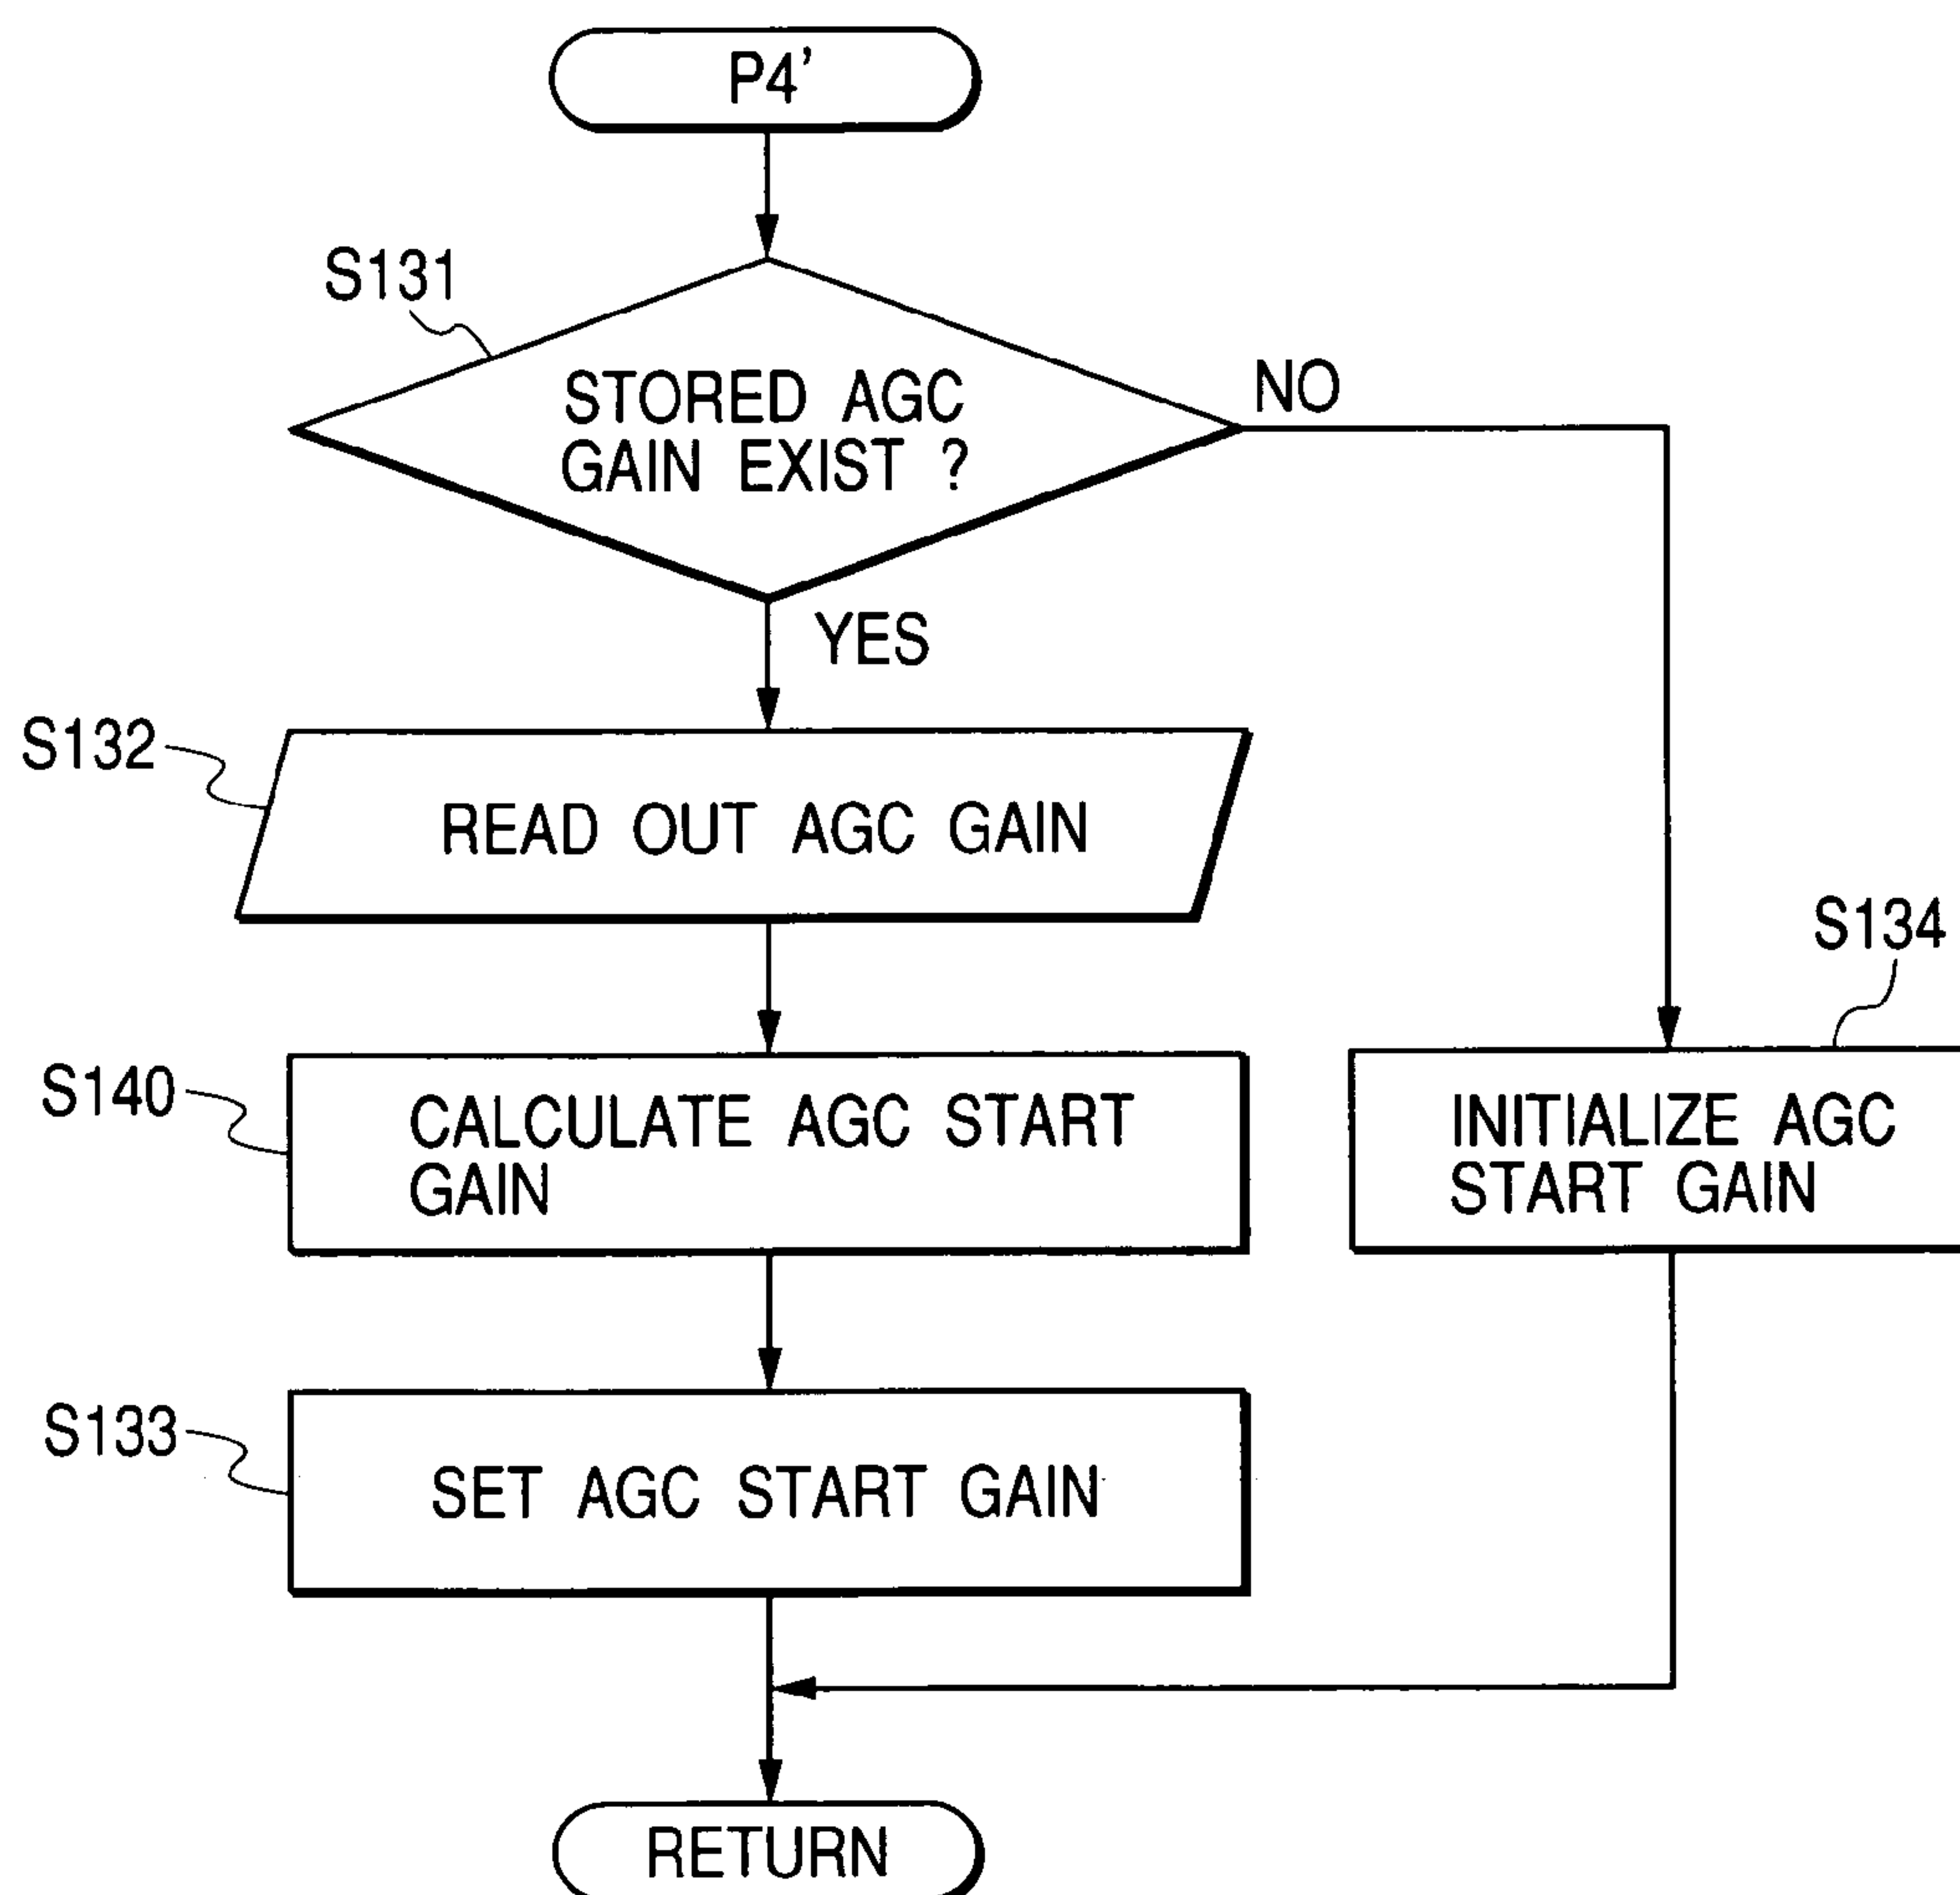 P4'
S131
STORED AGC
GAIN EXIST ?
NO
YES
S132
READ OUT AGC GAIN
S134
S140
CALCULATE AGC START
GAIN
INITIALIZE AGC
START GAIN
S133
SET AGC START GAIN
RETURN